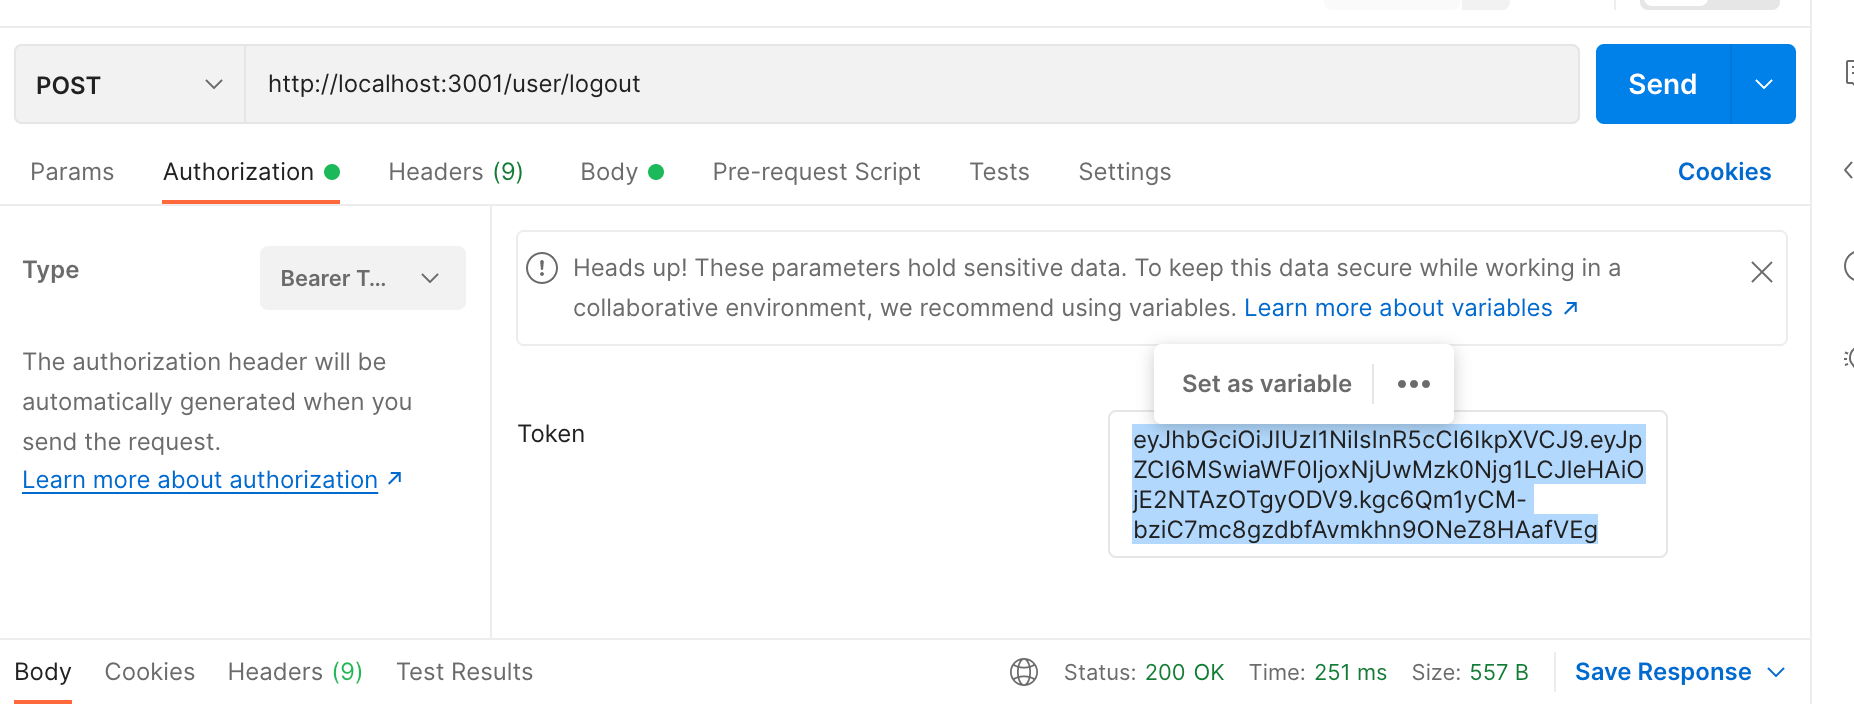 POST
http://localhost:3001/user/logout
Send
Params Authorization Headers (9) Body Pre-request Script Tests Settings Cookies
Type
Bearer T...
The authorization header will be
automatically generated when you
send the request.
Learn more about authorization ↗
Heads up! These parameters hold sensitive data. To keep this data secure while working in a
collaborative environment, we recommend using variables. Learn more about variables ↗
Set as variable
Token
eyJhbGciOiJIUzI1NiIsInR5cCI6IkpXVCJ9.eyJp
ZCI6MSwiaWF0IjoxNjUwMzk0Njg1LCJleHAiO
jE2NTAzOTgyODV9.kgc6Qm1yCM-
bziC7mc8gzdbfAvmkhn9ONeZ8HAafVEg
Body Cookies Headers (9) Test Results Status: 200 OK Time: 251 ms Size: 557 B Save Response